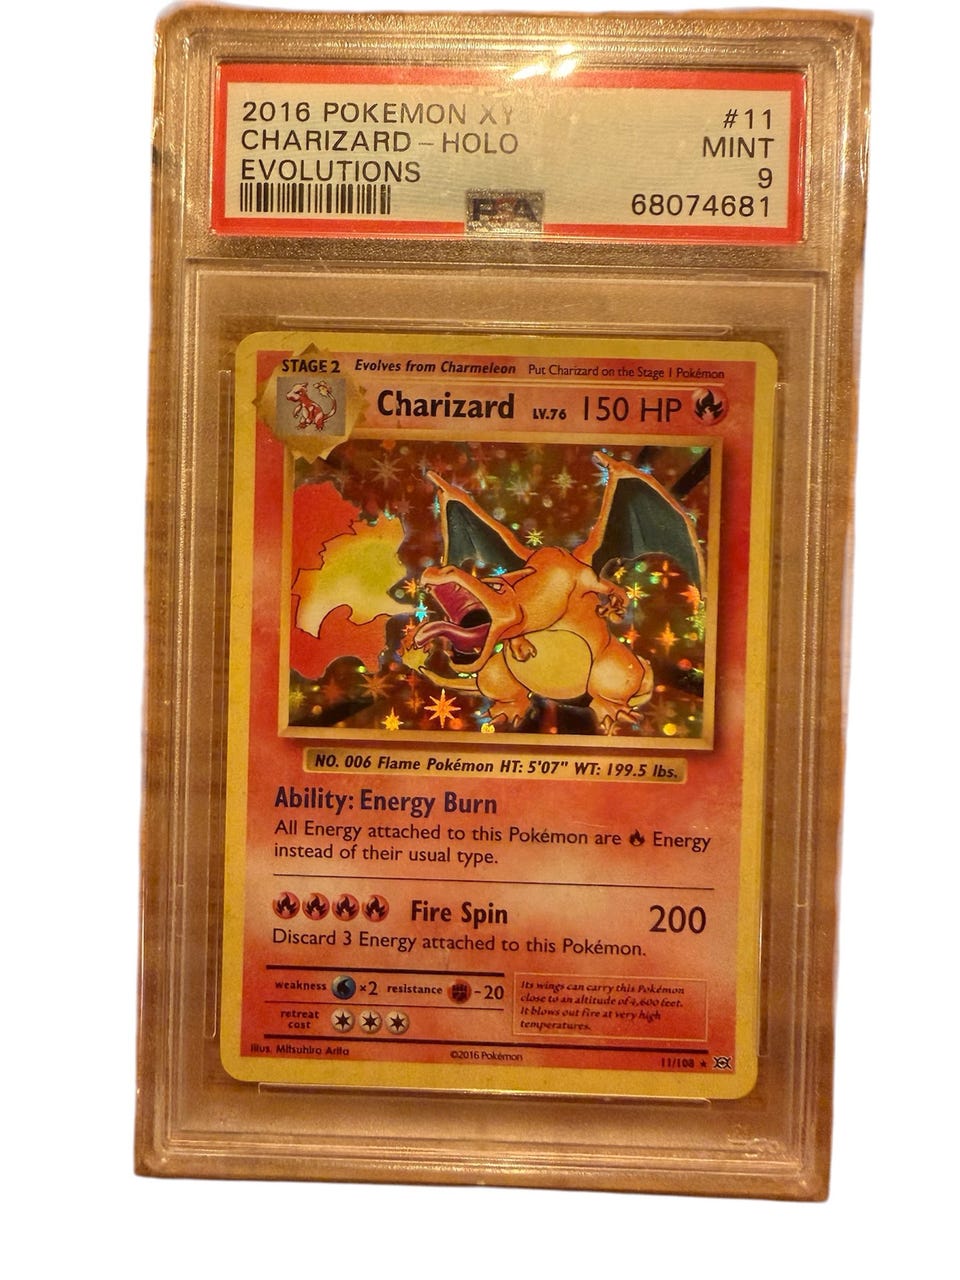 2016 POKEMON XY
#11
CHARIZARD - HOLO
MINT
EVOLUTIONS
9
PSA
68074681
STAGE 2 Evolves from Charmeleon Put Charizard on the Stage 1 Pokémon
Charizard LV.76 150 HP
NO. 006 Flame Pokémon HT: 5'07" WT: 199.5 lbs.
Ability: Energy Burn
All Energy attached to this Pokémon are Energy
instead of their usual type.
Fire Spin 200
Discard 3 Energy attached to this Pokémon.
weakness ×2 resistance -20
retreat
cost
Its wings can carry this Pokémon
close to an altitude of 4,600 feet.
It blows out fire at very high
temperatures.
Illus. Mitsuhiro Arita
©2016 Pokémon
11/108 ★